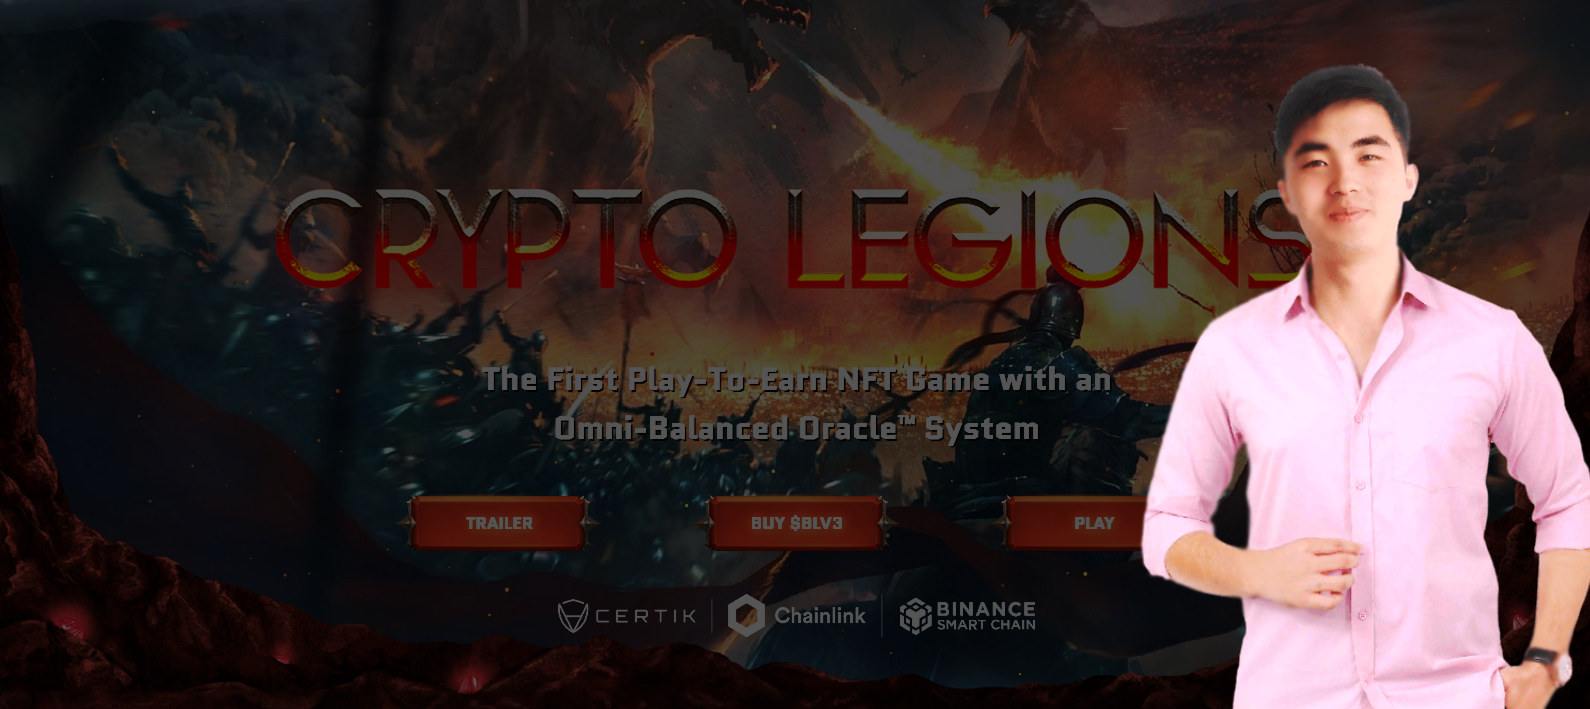 CRYPTO LEGIONS
The First Play-To-Earn NFT Game with an
Omni-Balanced Oracle™ System
TRAILER
BUY $BLV3
PLAY
CERTIK
Chainlink
BINANCE
SMART CHAIN